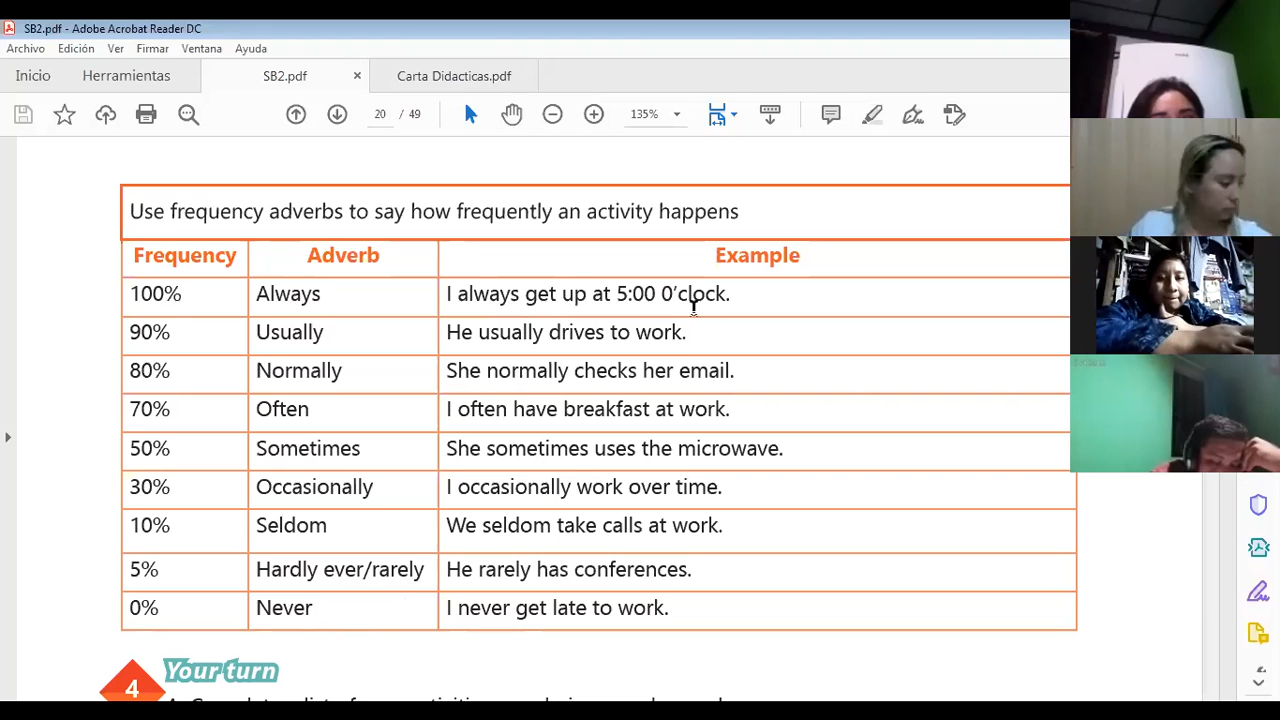 SB2.pdf - Adobe Acrobat Reader DC
Archivo Edición Ver Firmar Ventana Ayuda
Inicio Herramientas SB2.pdf × Carta Didacticas.pdf
20 / 49 135%
Use frequency adverbs to say how frequently an activity happens
Frequency Adverb Example
100% Always I always get up at 5:00 0’clock.
90% Usually He usually drives to work.
80% Normally She normally checks her email.
70% Often I often have breakfast at work.
50% Sometimes She sometimes uses the microwave.
30% Occasionally I occasionally work over time.
10% Seldom We seldom take calls at work.
5% Hardly ever/rarely He rarely has conferences.
0% Never I never get late to work.
4 Your turn